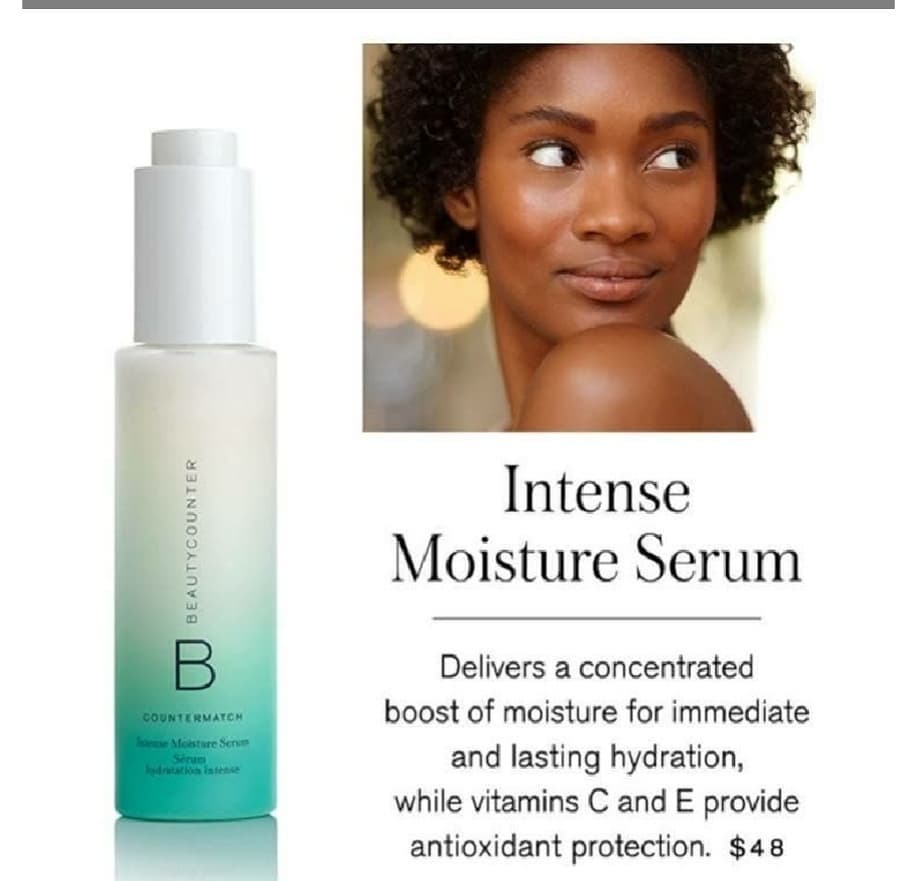 BEAUTYCOUNTER
B
COUNTERMATCH
Intense Moisture Serum
Sérum
hydratation intense
Intense
Moisture Serum
Delivers a concentrated
boost of moisture for immediate
and lasting hydration,
while vitamins C and E provide
antioxidant protection. $48